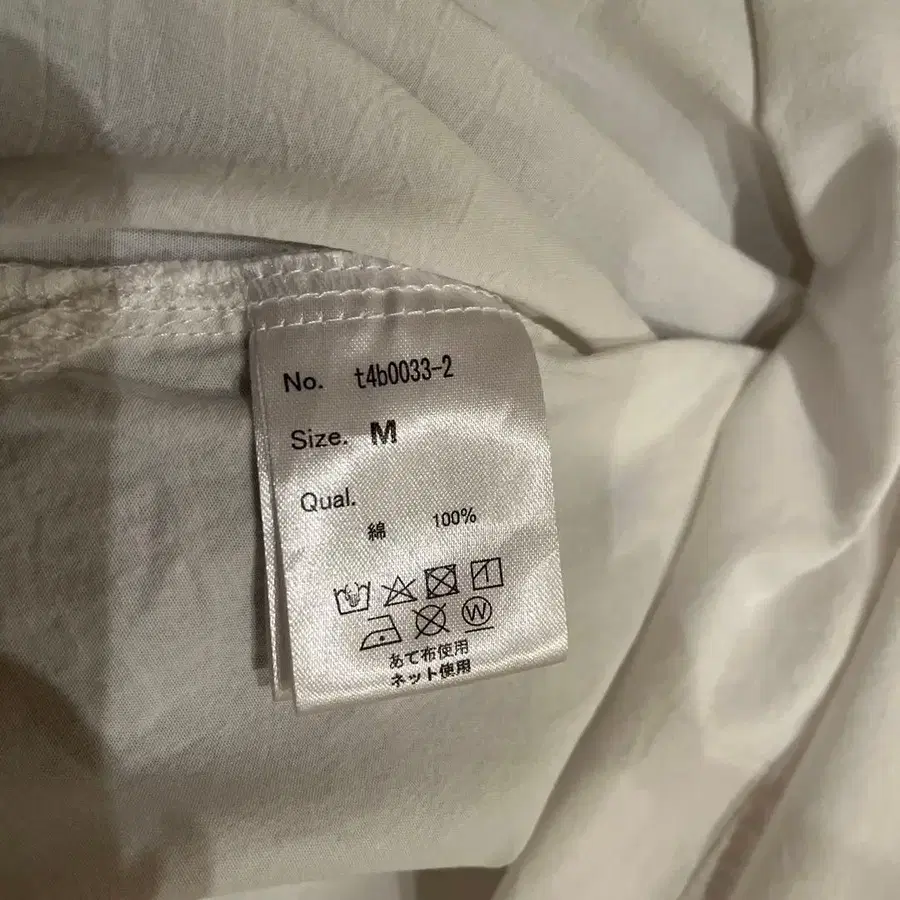 No. t4b0033-2
Size. M
Qual.
綿 100%
W
あて布使用
ネット使用